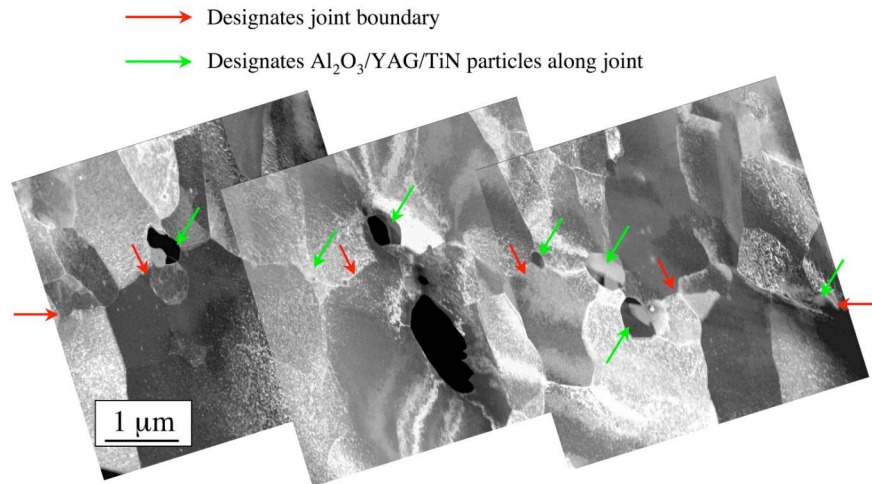 Designates joint boundary
Designates Al₂O₃/YAG/TiN particles along joint
1 μm